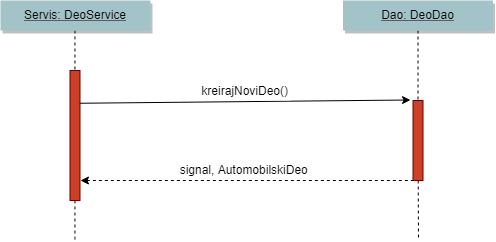 Servis: DeoService
Dao: DeoDao
kreirajNoviDeo()
signal, AutomobilskiDeo